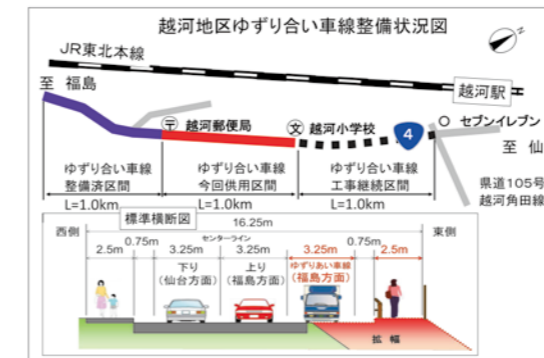 越河地区ゆずり合い車線整備状況図
N
JR東北本線
至 福島
越河駅
〒 越河郵便局
文 越河小学校
4
セブンイレブン
至 仙
県道105号
越河角田線
ゆずり合い車線
整備済区間
L=1.0km
ゆずり合い車線
今回供用区間
L=1.0km
ゆずり合い車線
工事継続区間
L=1.0km
標準横断図
16.25m
西側
東側
2.5m
0.75m
センターライン
3.25m
3.25m
3.25m
0.75m
2.5m
下り
(仙台方面)
上り
(福島方面)
ゆずりあい車線
(福島方面)
拡幅